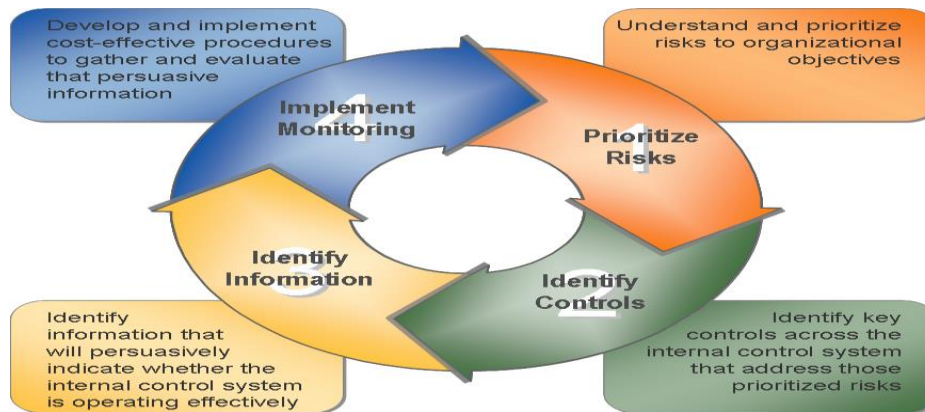 Develop and implement
cost-effective procedures
to gather and evaluate
that persuasive
information
Understand and prioritize
risks to organizational
objectives
4
Implement
Monitoring
1
Prioritize
Risks
3
Identify
Information
2
Identify
Controls
Identify
information that
will persuasively
indicate whether the
internal control system
is operating effectively
Identify key
controls across the
internal control system
that address those
prioritized risks